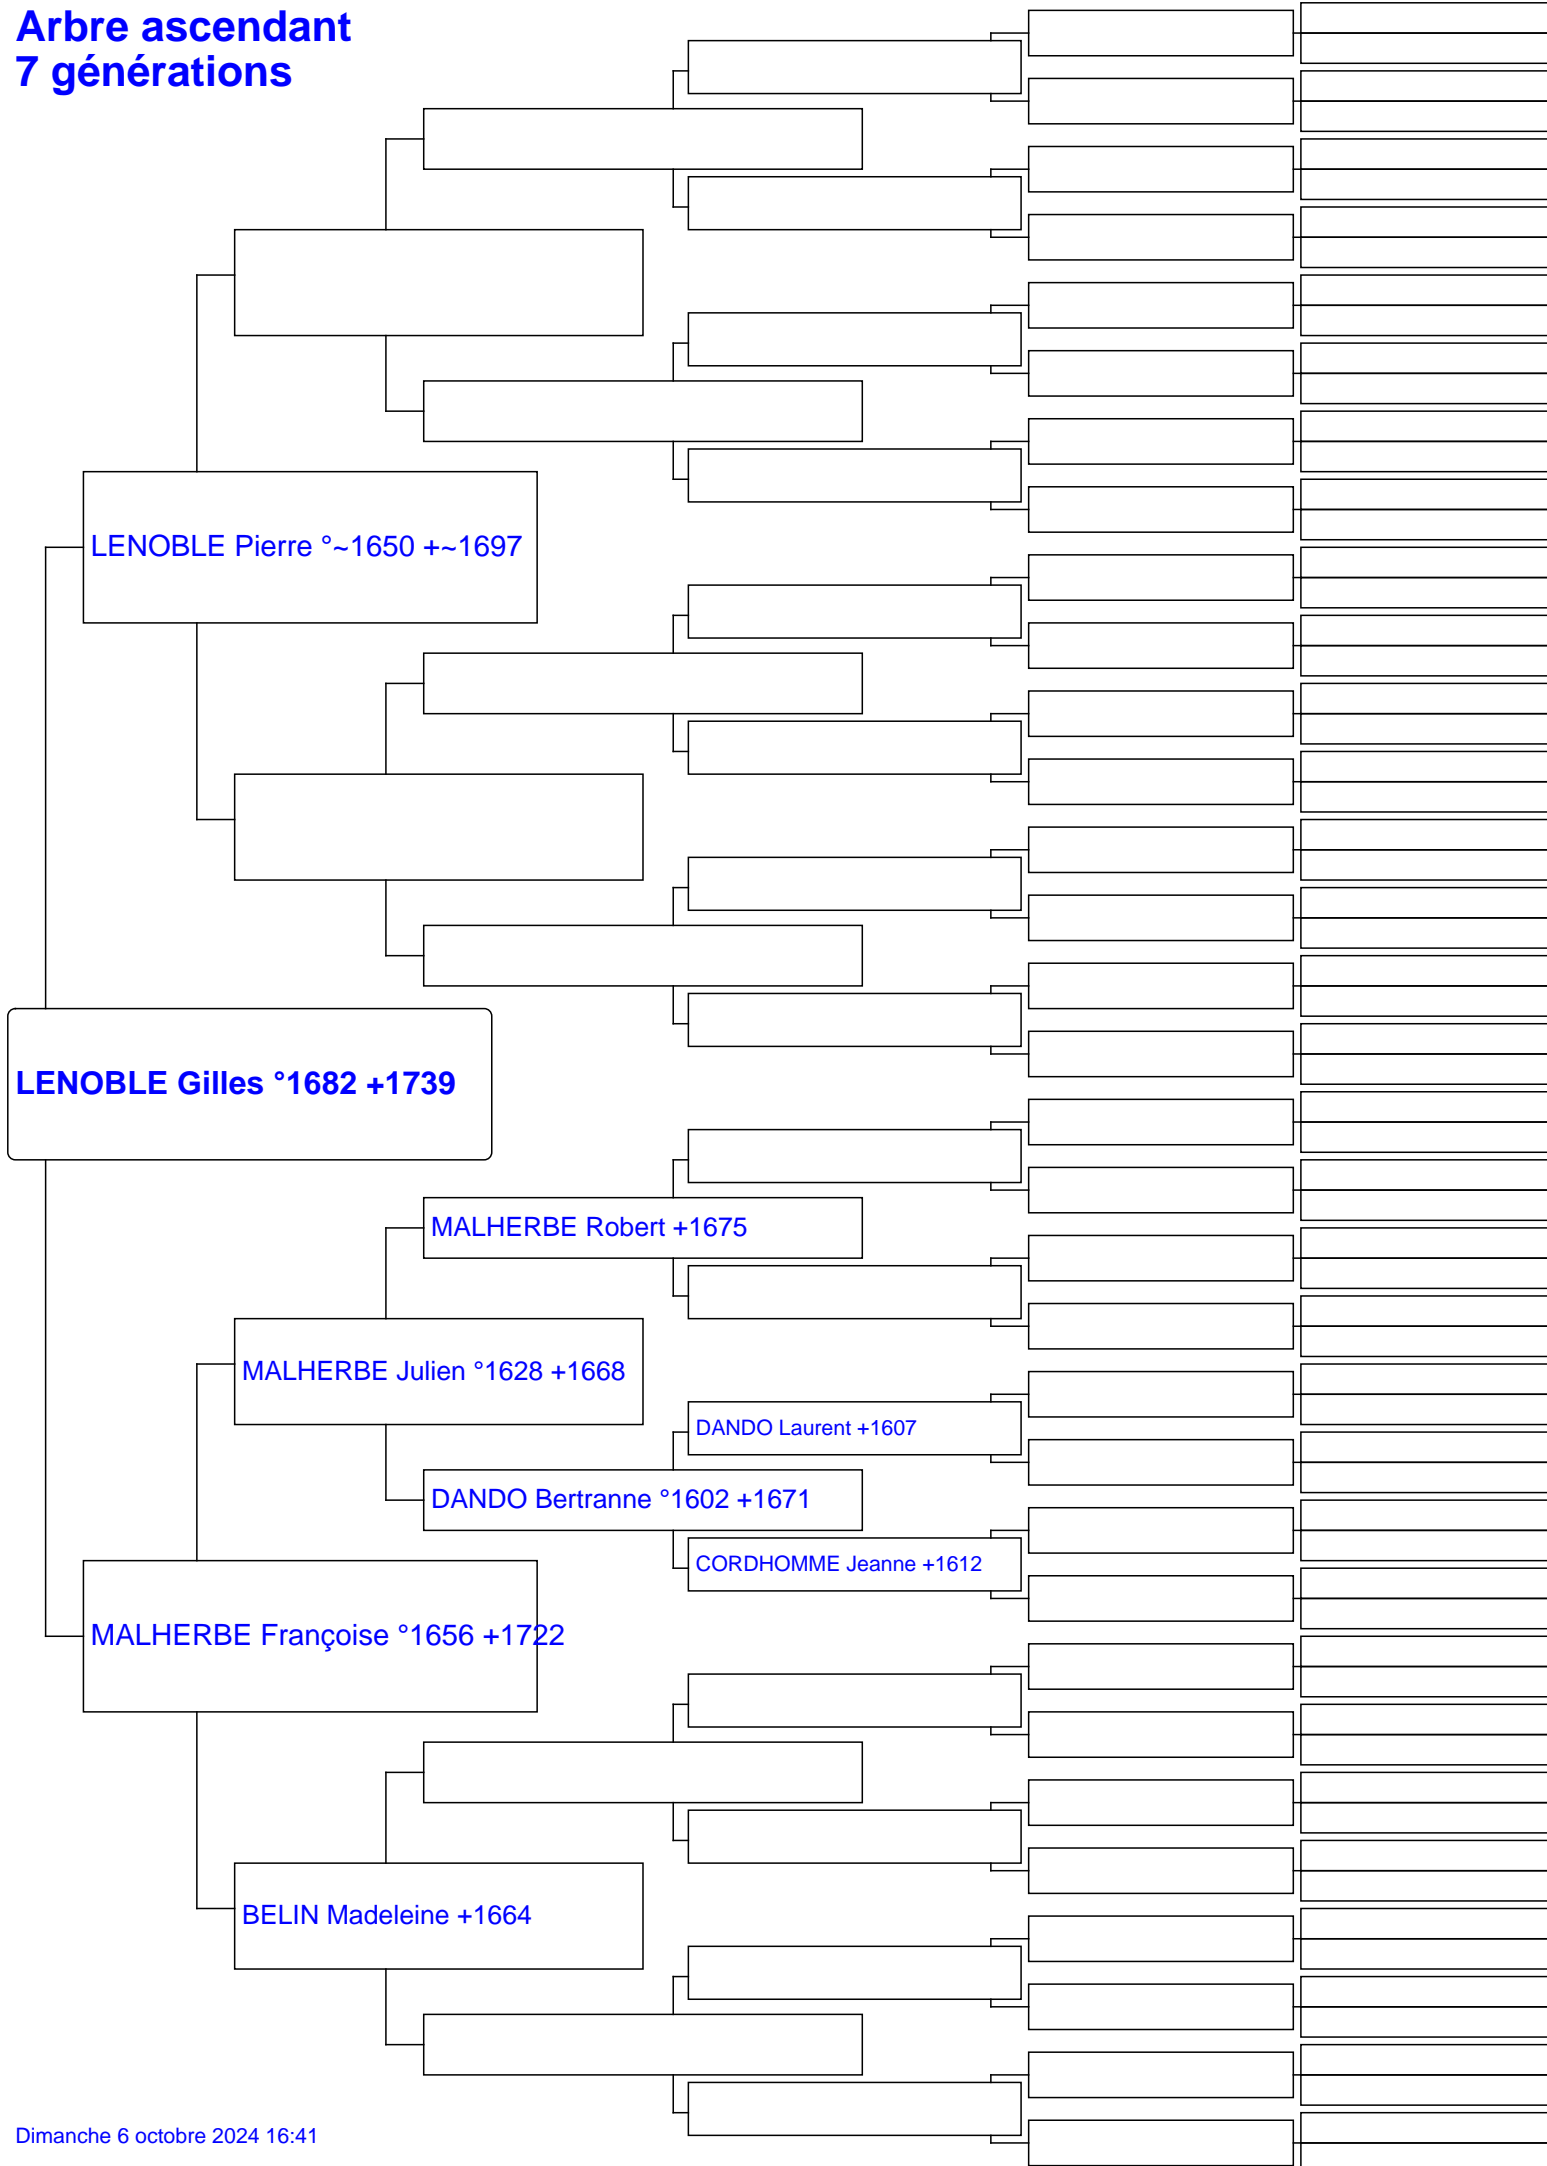 Arbre ascendant
7 générations
LENOBLE Pierre °~1650 +~1697
LENOBLE Gilles °1682 +1739
MALHERBE Robert +1675
MALHERBE Julien °1628 +1668
DANDO Laurent +1607
DANDO Bertranne °1602 +1671
CORDHOMME Jeanne +1612
MALHERBE Françoise °1656 +1722
BELIN Madeleine +1664
Dimanche 6 octobre 2024 16:41